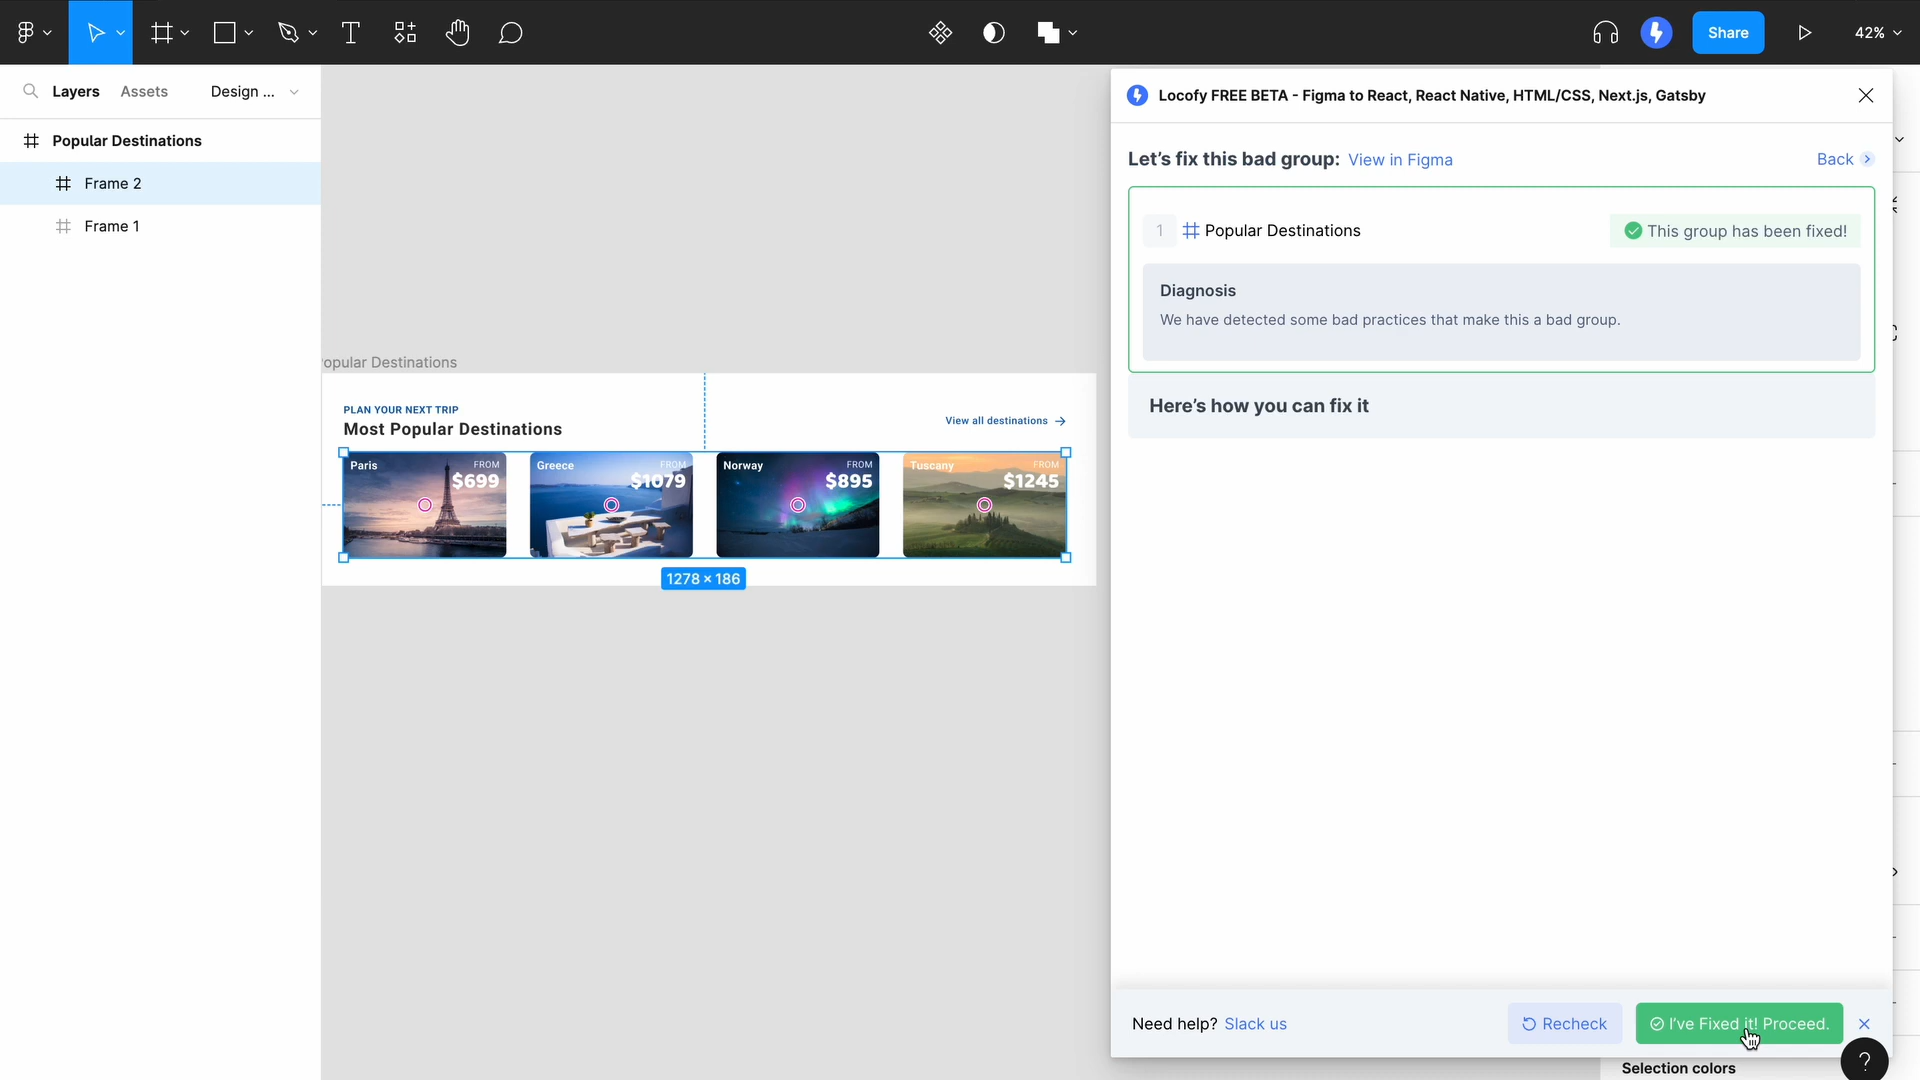 Share
42%
Layers
Assets
Design ...
Popular Destinations
Frame 2
Frame 1
opular Destinations
PLAN YOUR NEXT TRIP
Most Popular Destinations
View all destinations
Paris
FROM
$699
Greece
FROM
$1079
Norway
FROM
$895
Tuscany
FROM
$1245
1278 × 186
Locofy FREE BETA - Figma to React, React Native, HTML/CSS, Next.js, Gatsby
Let's fix this bad group: View in Figma
Back
1
Popular Destinations
This group has been fixed!
Diagnosis
We have detected some bad practices that make this a bad group.
Here's how you can fix it
Need help? Slack us
Recheck
I've Fixed it! Proceed.
?
Selection colors